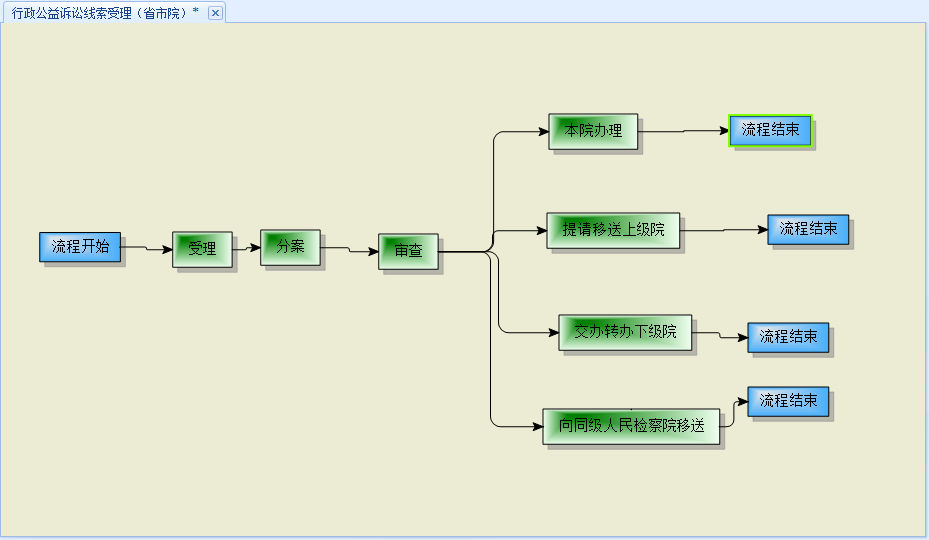 行政公益诉讼线索受理（省市院）*
本院办理
流程结束
提请移送上级院
流程结束
流程开始
受理
分案
审查
交办转办下级院
流程结束
向同级人民检察院移送
流程结束